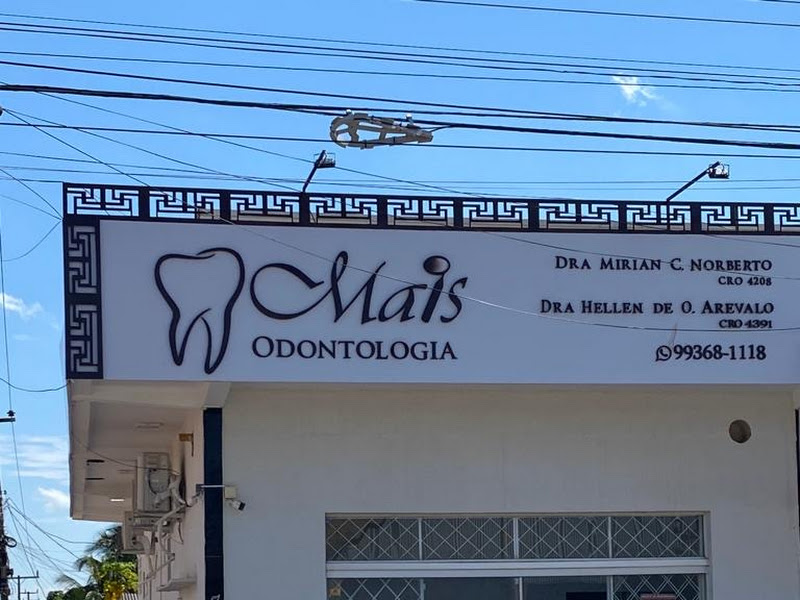 Mais
ODONTOLOGIA
DRA MIRIAN C. NORBERTO
CRO 4208
DRA HELLEN DE O. AREVALO
CRO 4391
99368-1118